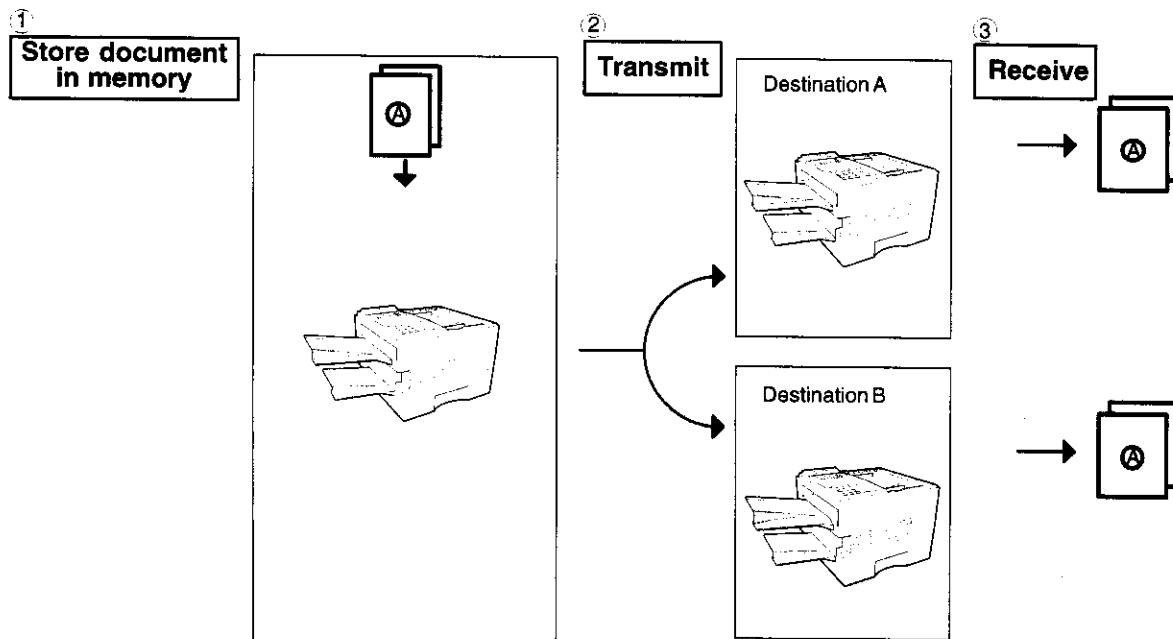 ①
Store document
in memory
Ⓐ
②
Transmit
Destination A
Destination B
③
Receive
Ⓐ
Ⓐ